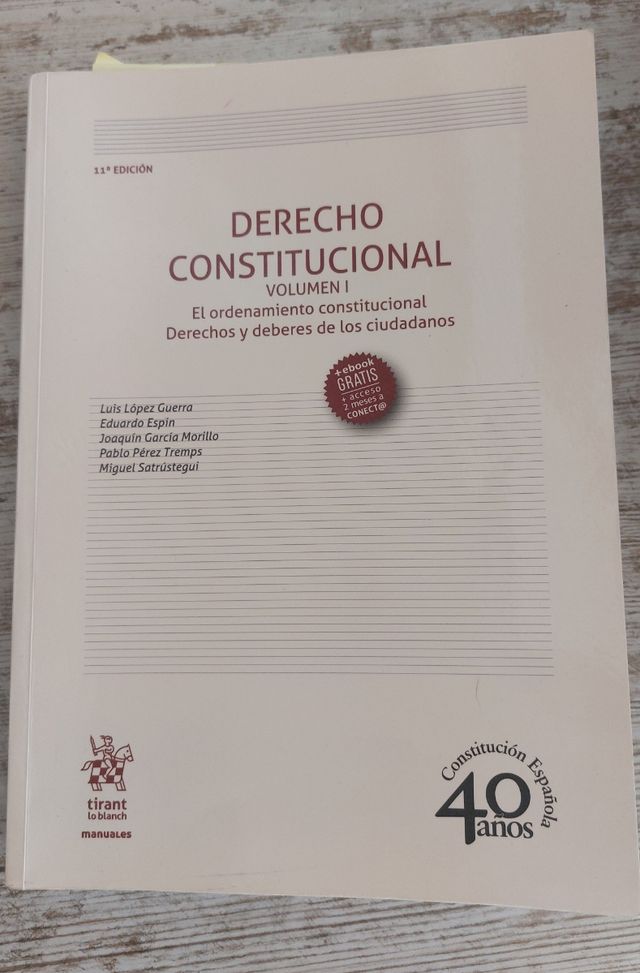 11ª EDICIÓN
DERECHO
CONSTITUCIONAL
VOLUMEN I
El ordenamiento constitucional
Derechos y deberes de los ciudadanos
+ebook
GRATIS
+ acceso
2 meses a
CONECT@
Luis López Guerra
Eduardo Espín
Joaquín García Morillo
Pablo Pérez Tremps
Miguel Satrústegui
tirant
lo blanch
manuales
Constitución Española
40
años